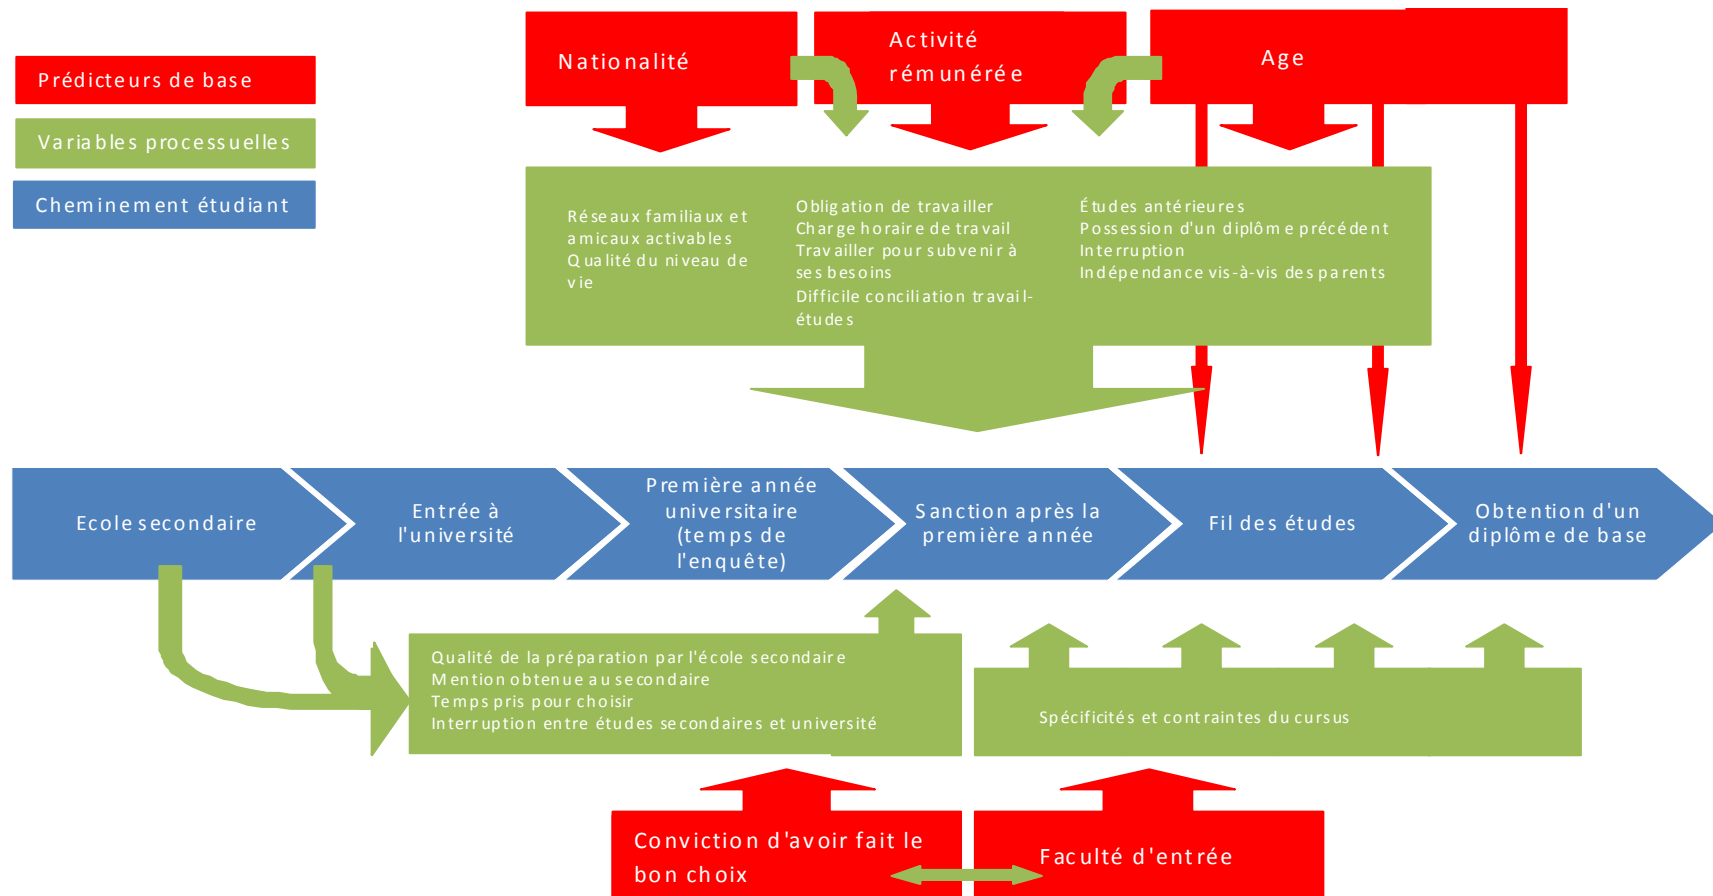 Prédicteurs de base
Variables processuelles
Cheminement étudiant
Nationalité
Activité
rémunérée
Age
Réseaux familiaux et
amicaux activables
Qualité du niveau de
vie
Obligation de travailler
Charge horaire de travail
Travailler pour subvenir à
ses besoins
Difficile conciliation travail-
études
Études antérieures
Possession d'un diplôme précédent
Interruption
Indépendance vis-à-vis des parents
Ecole secondaire
Entrée à
l'université
Première année
universitaire
(temps de
l'enquête)
Sanction après la
première année
Fil des études
Obtention d'un
diplôme de base
Qualité de la préparation par l'école secondaire
Mention obtenue au secondaire
Temps pris pour choisir
Interruption entre études secondaires et université
Spécificités et contraintes du cursus
Conviction d'avoir fait le
bon choix
Faculté d'entrée